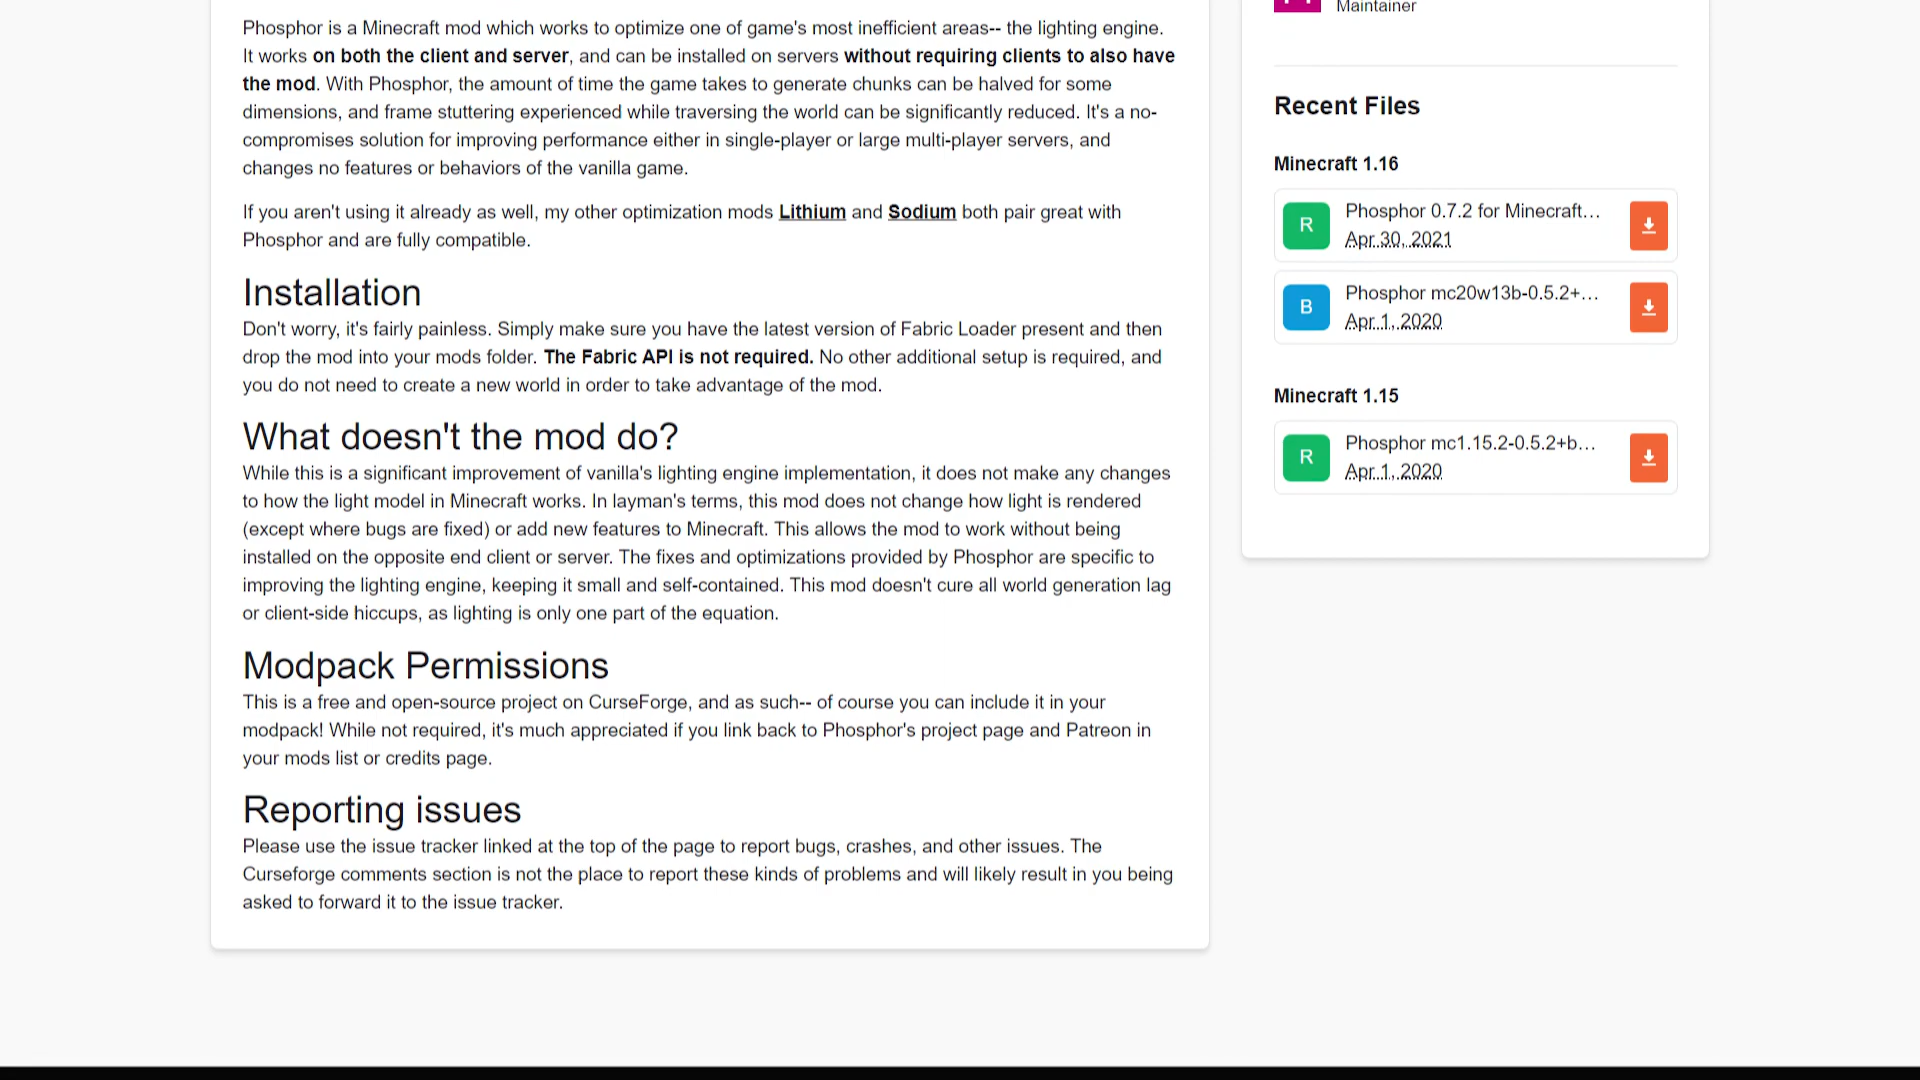 Phosphor is a Minecraft mod which works to optimize one of game's most inefficient areas-- the lighting engine.
It works on both the client and server, and can be installed on servers without requiring clients to also have
the mod. With Phosphor, the amount of time the game takes to generate chunks can be halved for some
dimensions, and frame stuttering experienced while traversing the world can be significantly reduced. It's a no-
compromises solution for improving performance either in single-player or large multi-player servers, and
changes no features or behaviors of the vanilla game.
If you aren't using it already as well, my other optimization mods Lithium and Sodium both pair great with
Phosphor and are fully compatible.
Installation
Don't worry, it's fairly painless. Simply make sure you have the latest version of Fabric Loader present and then
drop the mod into your mods folder. The Fabric API is not required. No other additional setup is required, and
you do not need to create a new world in order to take advantage of the mod.
What doesn't the mod do?
While this is a significant improvement of vanilla's lighting engine implementation, it does not make any changes
to how the light model in Minecraft works. In layman's terms, this mod does not change how light is rendered
(except where bugs are fixed) or add new features to Minecraft. This allows the mod to work without being
installed on the opposite end client or server. The fixes and optimizations provided by Phosphor are specific to
improving the lighting engine, keeping it small and self-contained. This mod doesn't cure all world generation lag
or client-side hiccups, as lighting is only one part of the equation.
Modpack Permissions
This is a free and open-source project on CurseForge, and as such-- of course you can include it in your
modpack! While not required, it's much appreciated if you link back to Phosphor's project page and Patreon in
your mods list or credits page.
Reporting issues
Please use the issue tracker linked at the top of the page to report bugs, crashes, and other issues. The
Curseforge comments section is not the place to report these kinds of problems and will likely result in you being
asked to forward it to the issue tracker.
Maintainer
Recent Files
Minecraft 1.16
R
Phosphor 0.7.2 for Minecraft...
Apr 30, 2021
B
Phosphor mc20w13b-0.5.2+...
Apr 1, 2020
Minecraft 1.15
R
Phosphor mc1.15.2-0.5.2+b...
Apr 1, 2020